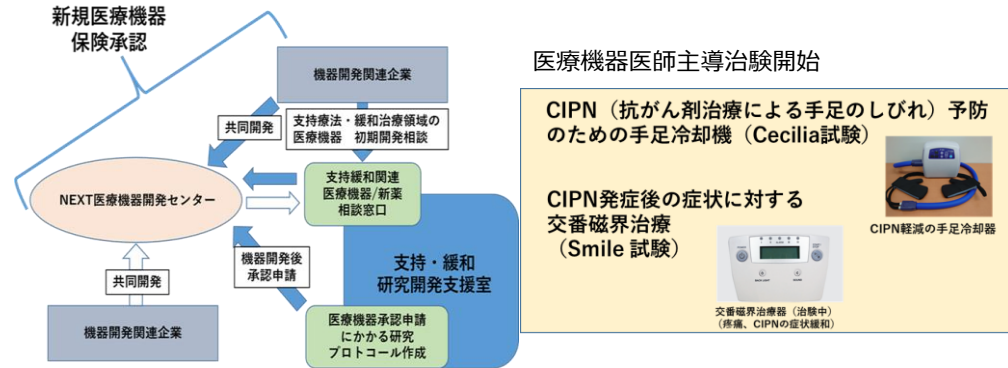 新規医療機器
保険承認
機器開発関連企業
共同開発
支持療法・緩和治療領域の
医療機器　初期開発相談
NEXT医療機器開発センター
支持緩和関連
医療機器/新薬
相談窓口
機器開発後
承認申請
支持・緩和
研究開発支援室
共同開発
機器開発関連企業
医療機器承認申請
にかかる研究
プロトコール作成
医療機器医師主導治験開始
CIPN（抗がん剤治療による手足のしびれ）予防
のための手足冷却機（Cecilia試験）
CIPN軽減の手足冷却器
CIPN発症後の症状に対する
交番磁界治療
（Smile 試験）
交番磁界治療器（治験中）
（疼痛、CIPNの症状緩和）